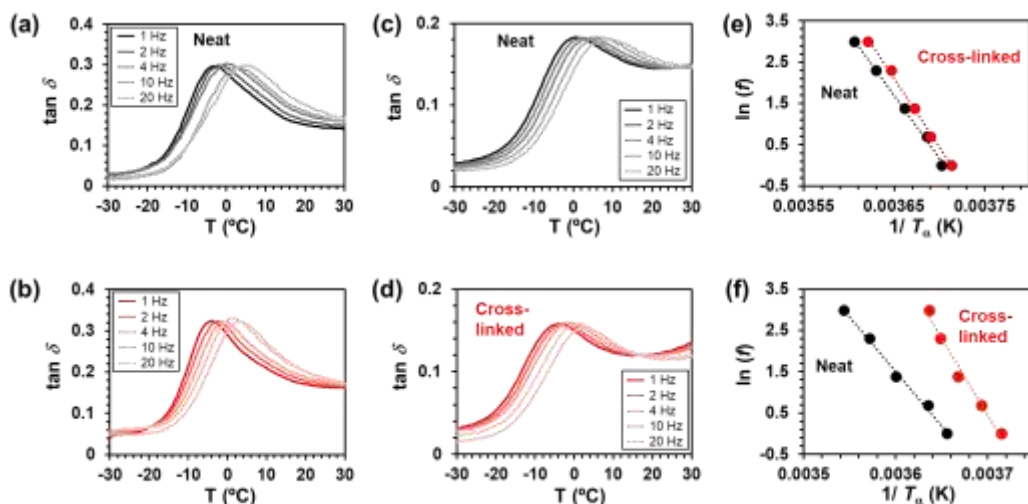 (a)
0.4
0.3
0.2
0.1
0
tan δ
1 Hz
2 Hz
4 Hz
10 Hz
20 Hz
Neat
-30 -20 -10 0 10 20 30
T (ºC)
(c)
0.2
0.1
0
tan δ
Neat
1 Hz
2 Hz
4 Hz
10 Hz
20 Hz
-30 -20 -10 0 10 20 30
T (ºC)
(e)
3.5
2.5
1.5
0.5
-0.5
ln (f)
Cross-linked
Neat
0.00355 0.00365 0.00375
1/ Tα (K)
(b)
0.4
0.3
0.2
0.1
0
tan δ
1 Hz
2 Hz
4 Hz
10 Hz
20 Hz
-30 -20 -10 0 10 20 30
T (ºC)
(d)
0.2
0.1
0
tan δ
Cross-
linked
1 Hz
2 Hz
4 Hz
10 Hz
20 Hz
-30 -20 -10 0 10 20 30
T (ºC)
(f)
3.5
2.5
1.5
0.5
-0.5
ln (f)
Cross-
linked
Neat
0.0035 0.0036 0.0037
1/ Tα (K)